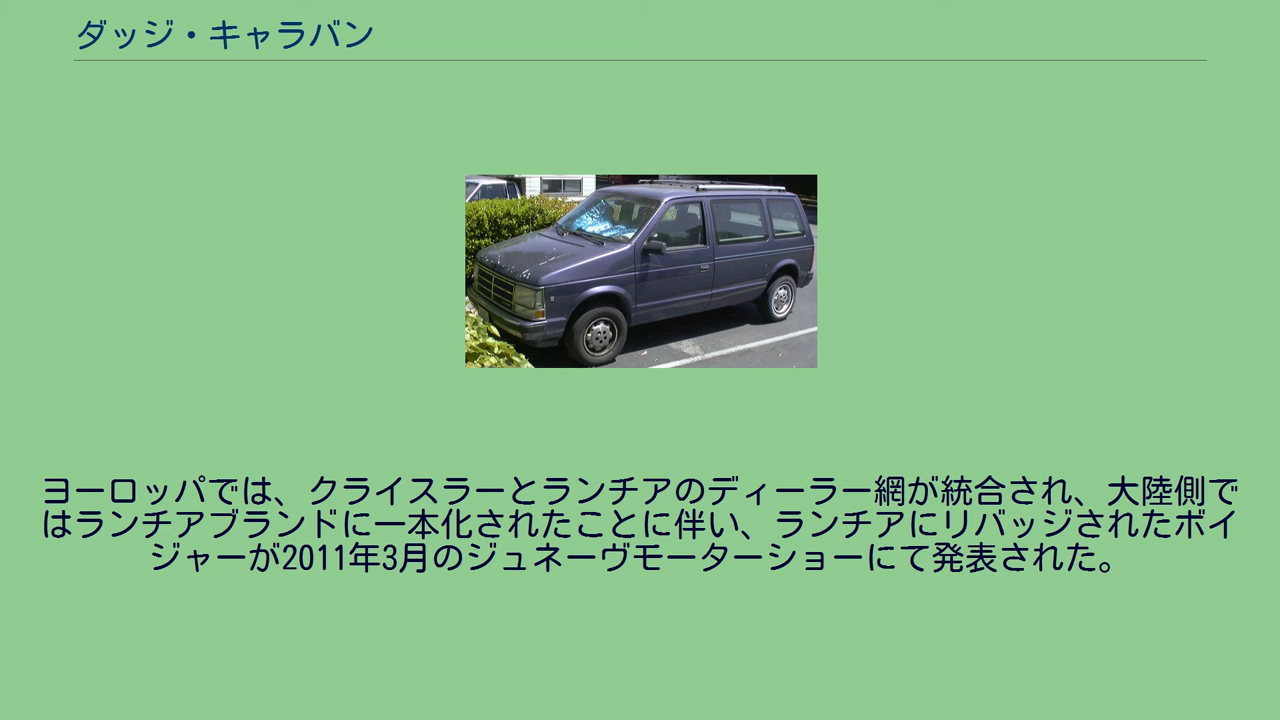 ダッジ・キャラバン
ヨーロッパでは、クライスラーとランチアのディーラー網が統合され、大陸側で
はランチアブランドに一本化されたことに伴い、ランチアにリバッジされたボイ
ジャーが2011年3月のジュネーヴモーターショーにて発表された。